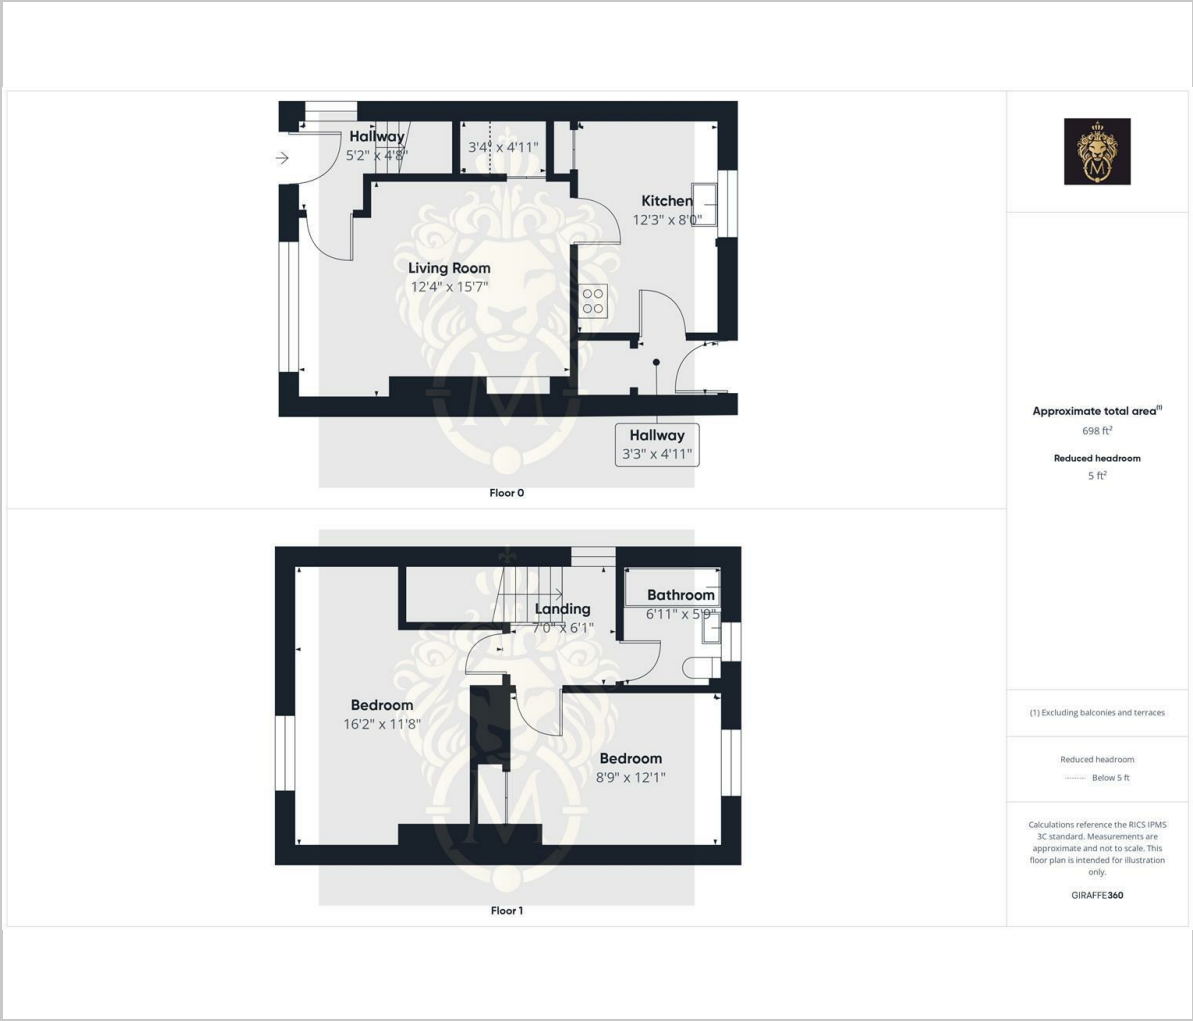 Hallway
5'2" x 4'8"
3'4" x 4'11"
Kitchen
12'3" x 8'0"
Living Room
12'4" x 15'7"
Hallway
3'3" x 4'11"
Floor 0
Landing
7'0" x 6'1"
Bathroom
6'11" x 5'9"
Bedroom
16'2" x 11'8"
Bedroom
8'9" x 12'1"
Floor 1
M
M
M
Approximate total area(1)
698 ft²
Reduced headroom
5 ft²
(1) Excluding balconies and terraces
Reduced headroom
Below 5 ft
Calculations reference the RICS IPMS
3C standard. Measurements are
approximate and not to scale. This
floor plan is intended for illustration
only.
GIRAFFE360